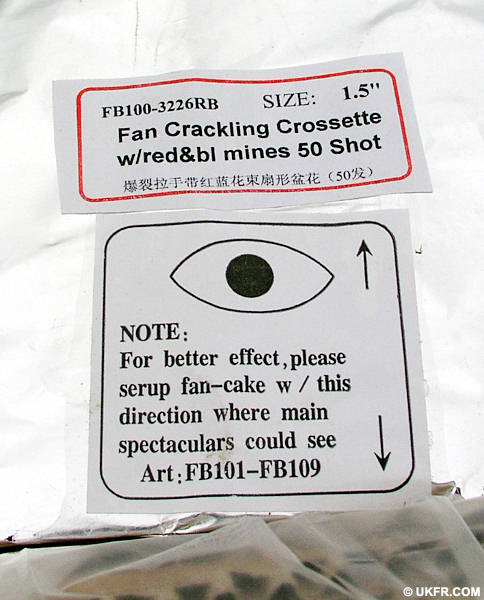 FB100-3226RB SIZE: 1.5"
Fan Crackling Crossette
w/red&bl mines 50 Shot
爆裂拉手带红蓝花束扇形盆花（50发）
NOTE:
For better effect,please
serup fan-cake w / this
direction where main
spectaculars could see
Art:FB101-FB109
© UKFR.COM